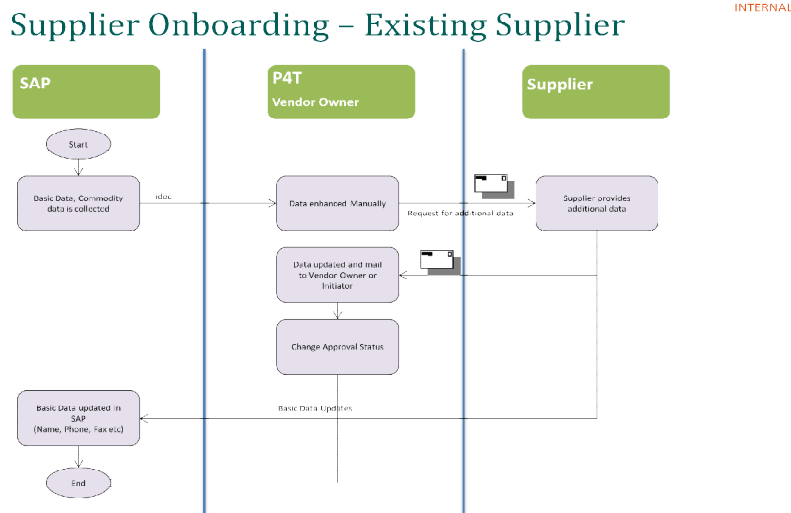 INTERNAL
Supplier Onboarding – Existing Supplier
SAP
P4T
Vendor Owner
Supplier
Start
Basic Data, Commodity
data is collected
idoc
Data enhanced Manually
Request for additional data
Supplier provides
additional data
Data updated and mail
to Vendor Owner or
Initiator
Change Approval Status
Basic Data updated in
SAP
(Name, Phone, Fax etc)
Basic Data Updates
End